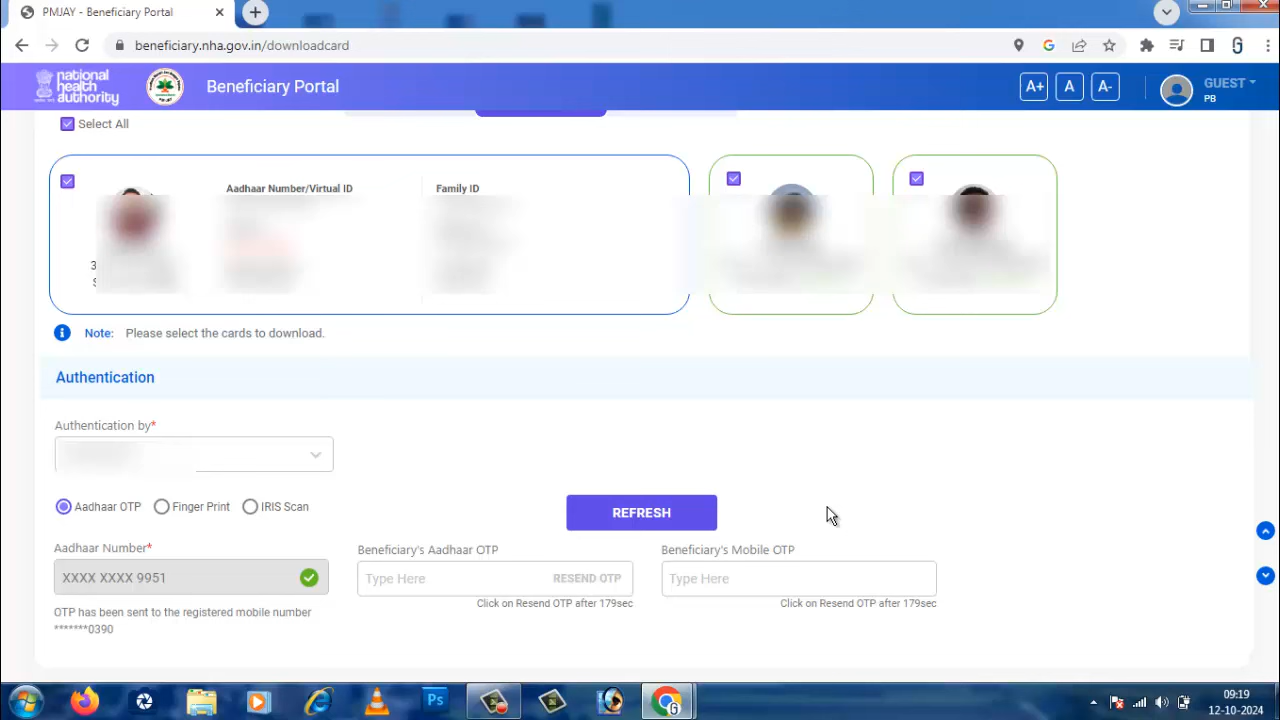 PMJAY - Beneficiary Portal
beneficiary.nha.gov.in/downloadcard
national
health
authority
Beneficiary Portal
A+ A A-
GUEST
PB
Select All
Aadhaar Number/Virtual ID Family ID
3
S
Note: Please select the cards to download.
Authentication
Authentication by*
Aadhaar OTP Finger Print IRIS Scan
REFRESH
Aadhaar Number* Beneficiary's Aadhaar OTP Beneficiary's Mobile OTP
XXXX XXXX 9951 Type Here RESEND OTP Type Here
Click on Resend OTP after 179sec Click on Resend OTP after 179sec
OTP has been sent to the registered mobile number
*******0390
Ps
09:19
12-10-2024